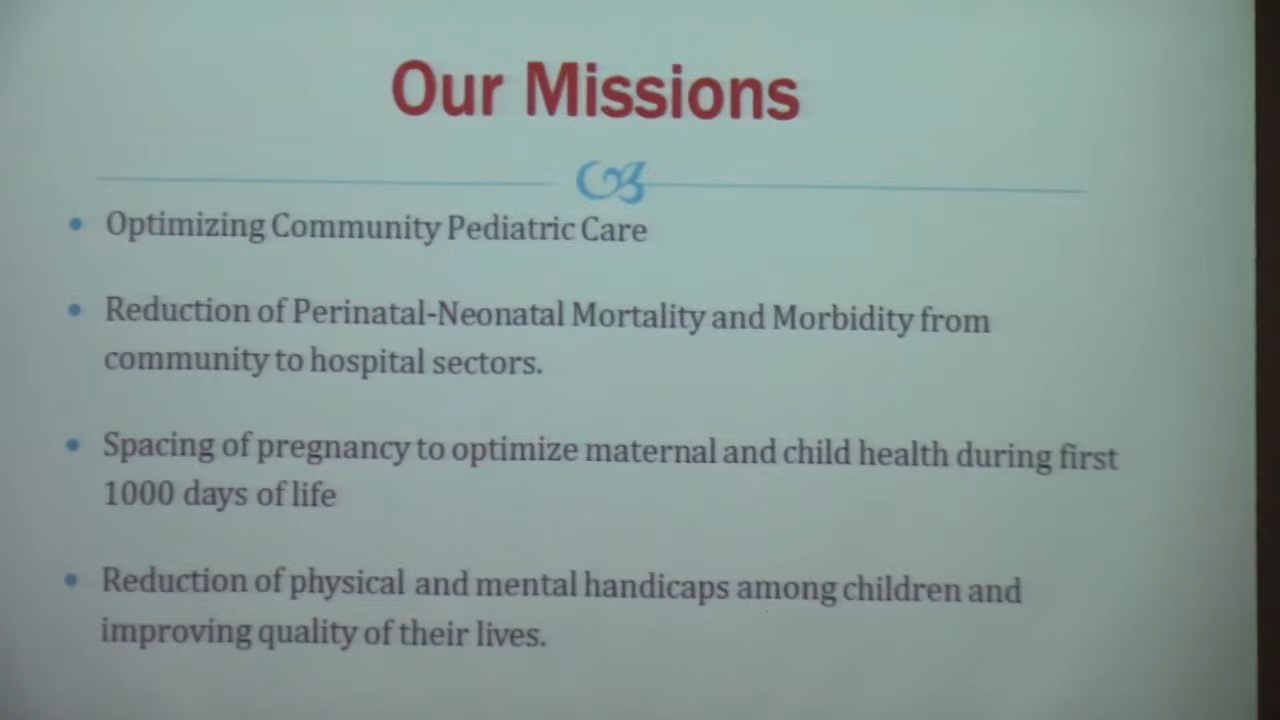 Our Missions
• Optimizing Community Pediatric Care
• Reduction of Perinatal-Neonatal Mortality and Morbidity from
community to hospital sectors.
• Spacing of pregnancy to optimize maternal and child health during first
1000 days of life
• Reduction of physical and mental handicaps among children and
improving quality of their lives.